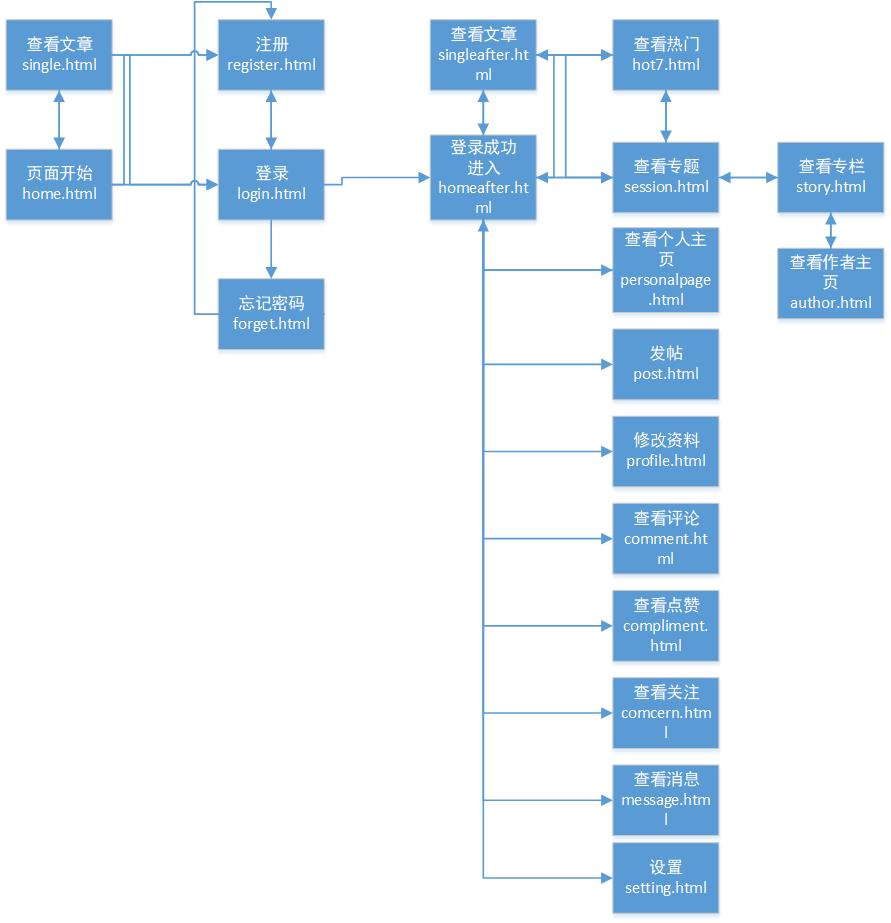 查看文章
single.html
注册
register.html
查看文章
singleafter.ht
ml
查看热门
hot7.html
页面开始
home.html
登录
login.html
登录成功
进入
homeafter.ht
ml
查看专题
session.html
查看专栏
story.html
忘记密码
forget.html
查看个人主
页
personalpage
.html
查看作者主
页
author.html
发帖
post.html
修改资料
profile.html
查看评论
comment.ht
ml
查看点赞
compliment.
html
查看关注
comcern.htm
l
查看消息
message.htm
l
设置
setting.html